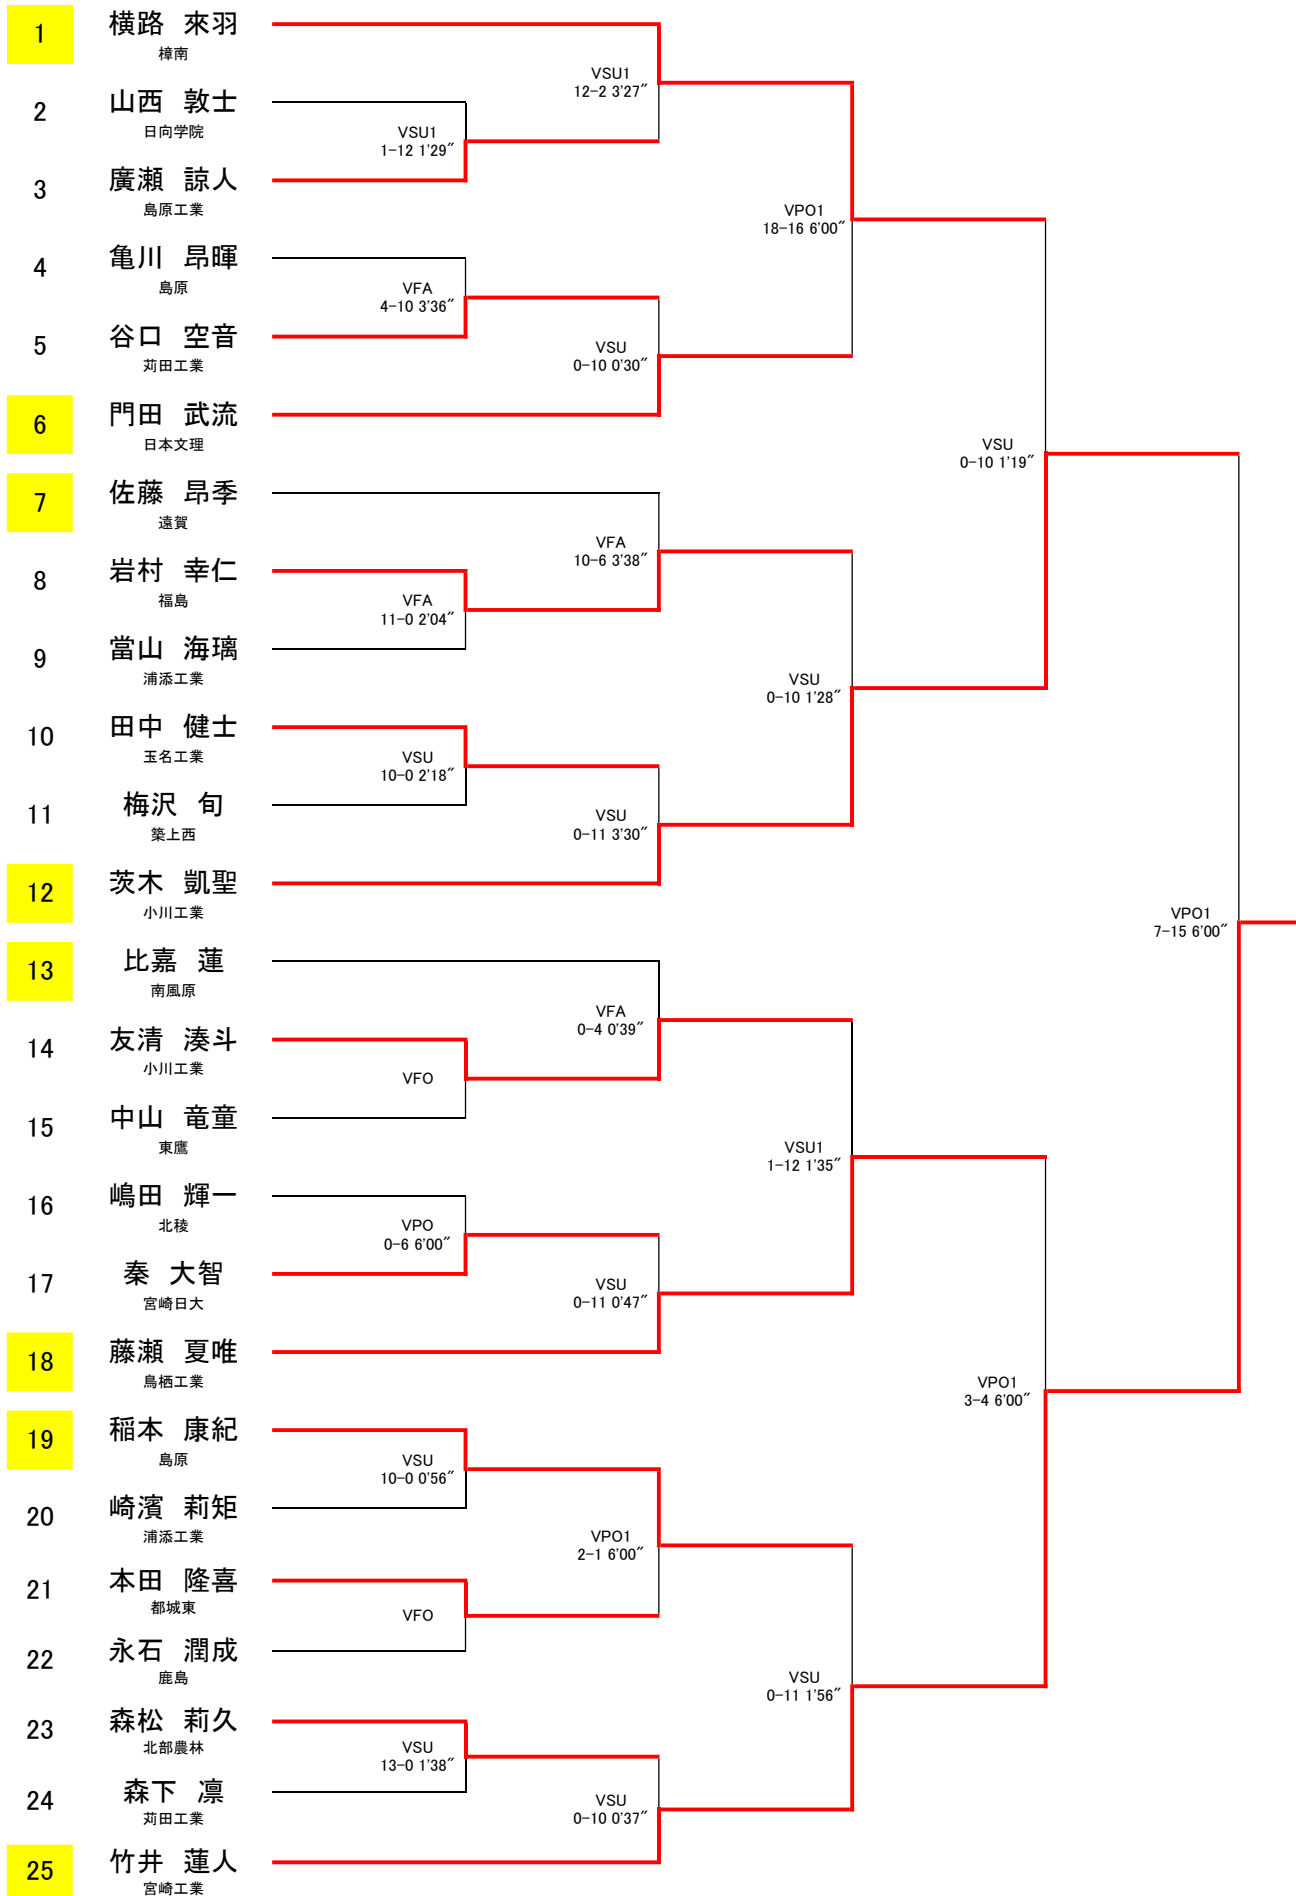 1 横路 來羽
樟南
2 山西 敦士
日向学院
3 廣瀬 諒人
島原工業
4 亀川 昂暉
島原
5 谷口 空音
苅田工業
6 門田 武流
日本文理
7 佐藤 昂季
遠賀
8 岩村 幸仁
福島
9 當山 海璃
浦添工業
10 田中 健士
玉名工業
11 梅沢 旬
築上西
12 茨木 凱聖
小川工業
13 比嘉 蓮
南風原
14 友清 湊斗
小川工業
15 中山 竜童
東鷹
16 嶋田 輝一
北稜
17 秦 大智
宮崎日大
18 藤瀬 夏唯
鳥栖工業
19 稲本 康紀
島原
20 崎濱 莉矩
浦添工業
21 本田 隆喜
都城東
22 永石 潤成
鹿島
23 森松 莉久
北部農林
24 森下 凛
苅田工業
25 竹井 蓮人
宮崎工業
VSU1
1-12 1'29"
VFA
4-10 3'36"
VFA
11-0 2'04"
VSU
10-0 2'18"
VFO
VPO
0-6 6'00"
VSU
10-0 0'56"
VFO
VSU
13-0 1'38"
VSU1
12-2 3'27"
VSU
0-10 0'30"
VFA
10-6 3'38"
VSU
0-11 3'30"
VFA
0-4 0'39"
VSU
0-11 0'47"
VPO1
2-1 6'00"
VSU
0-10 0'37"
VPO1
18-16 6'00"
VSU
0-10 1'28"
VSU1
1-12 1'35"
VSU
0-11 1'56"
VSU
0-10 1'19"
VPO1
3-4 6'00"
VPO1
7-15 6'00"